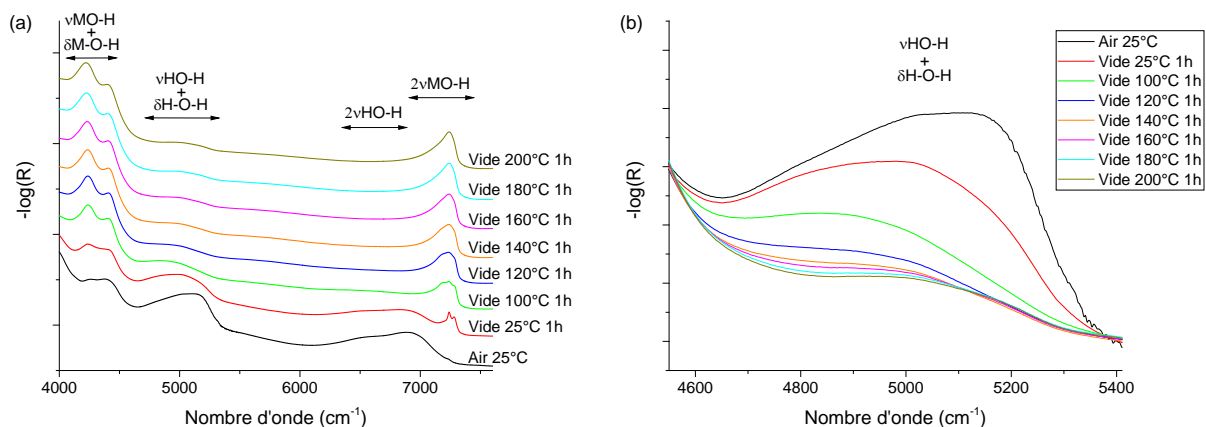 (a)
νMO-H
+
δM-O-H
νHO-H
+
δH-O-H
2νHO-H
2νMO-H
Vide 200°C 1h
Vide 180°C 1h
Vide 160°C 1h
Vide 140°C 1h
Vide 120°C 1h
Vide 100°C 1h
Vide 25°C 1h
Air 25°C
-log(R)
4000 5000 6000 7000
Nombre d'onde (cm⁻¹)
(b)
νHO-H
+
δH-O-H
Air 25°C
Vide 25°C 1h
Vide 100°C 1h
Vide 120°C 1h
Vide 140°C 1h
Vide 160°C 1h
Vide 180°C 1h
Vide 200°C 1h
-log(R)
4600 4800 5000 5200 5400
Nombre d'onde (cm⁻¹)